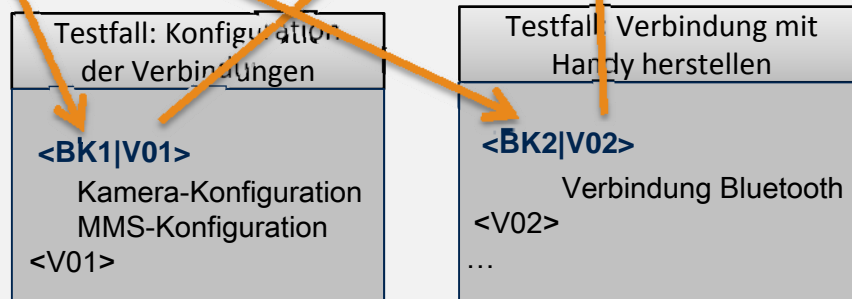 Testfall: Konfiguration
der Verbindungen
<BK1|V01>
Kamera-Konfiguration
MMS-Konfiguration
<V01>
Testfall: Verbindung mit
Handy herstellen
<BK2|V02>
Verbindung Bluetooth
<V02>
…